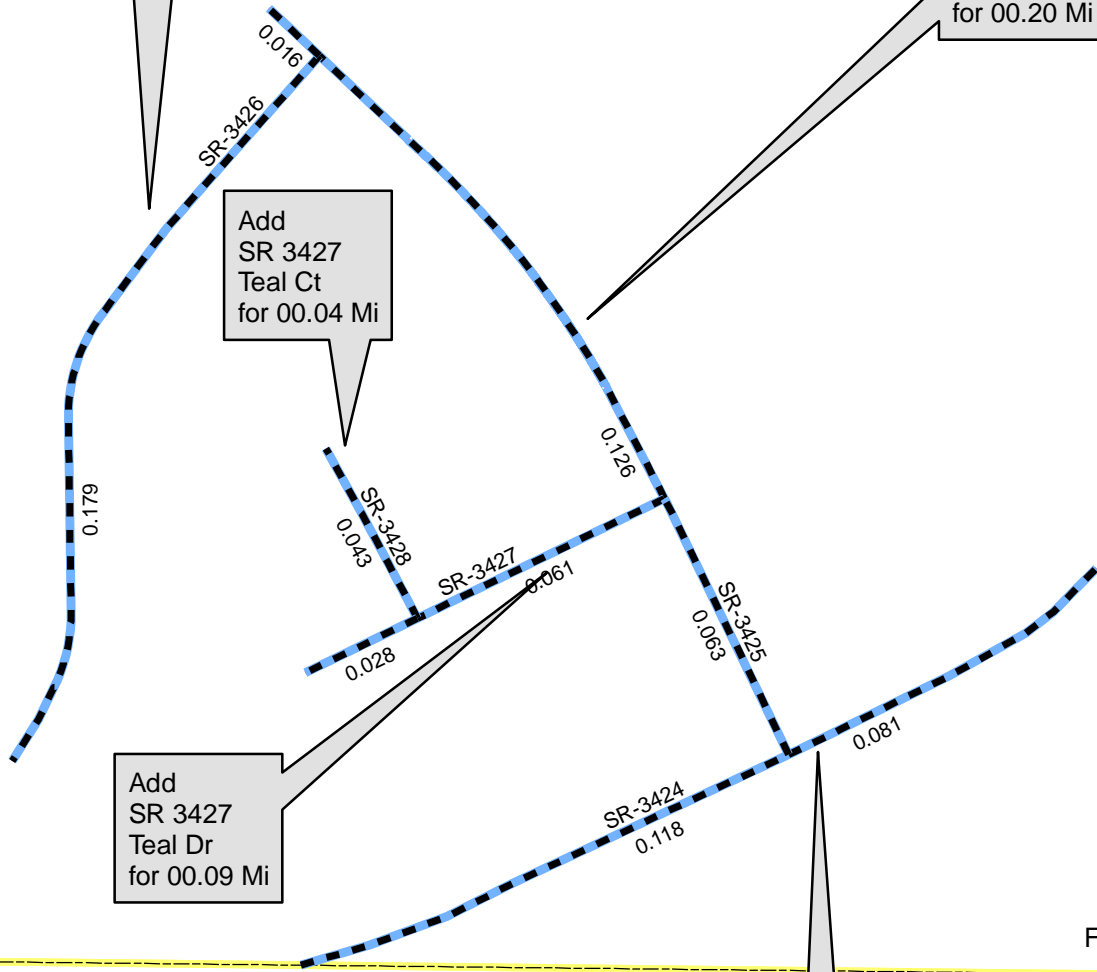 for 00.20 Mi
0.016
SR-3426
Add
SR 3427
Teal Ct
for 00.04 Mi
0.126
0.179
SR-3428
0.043
SR-3427
0.061
SR-3425
0.063
0.028
0.081
Add
SR 3427
Teal Dr
for 00.09 Mi
SR-3424
0.118
F